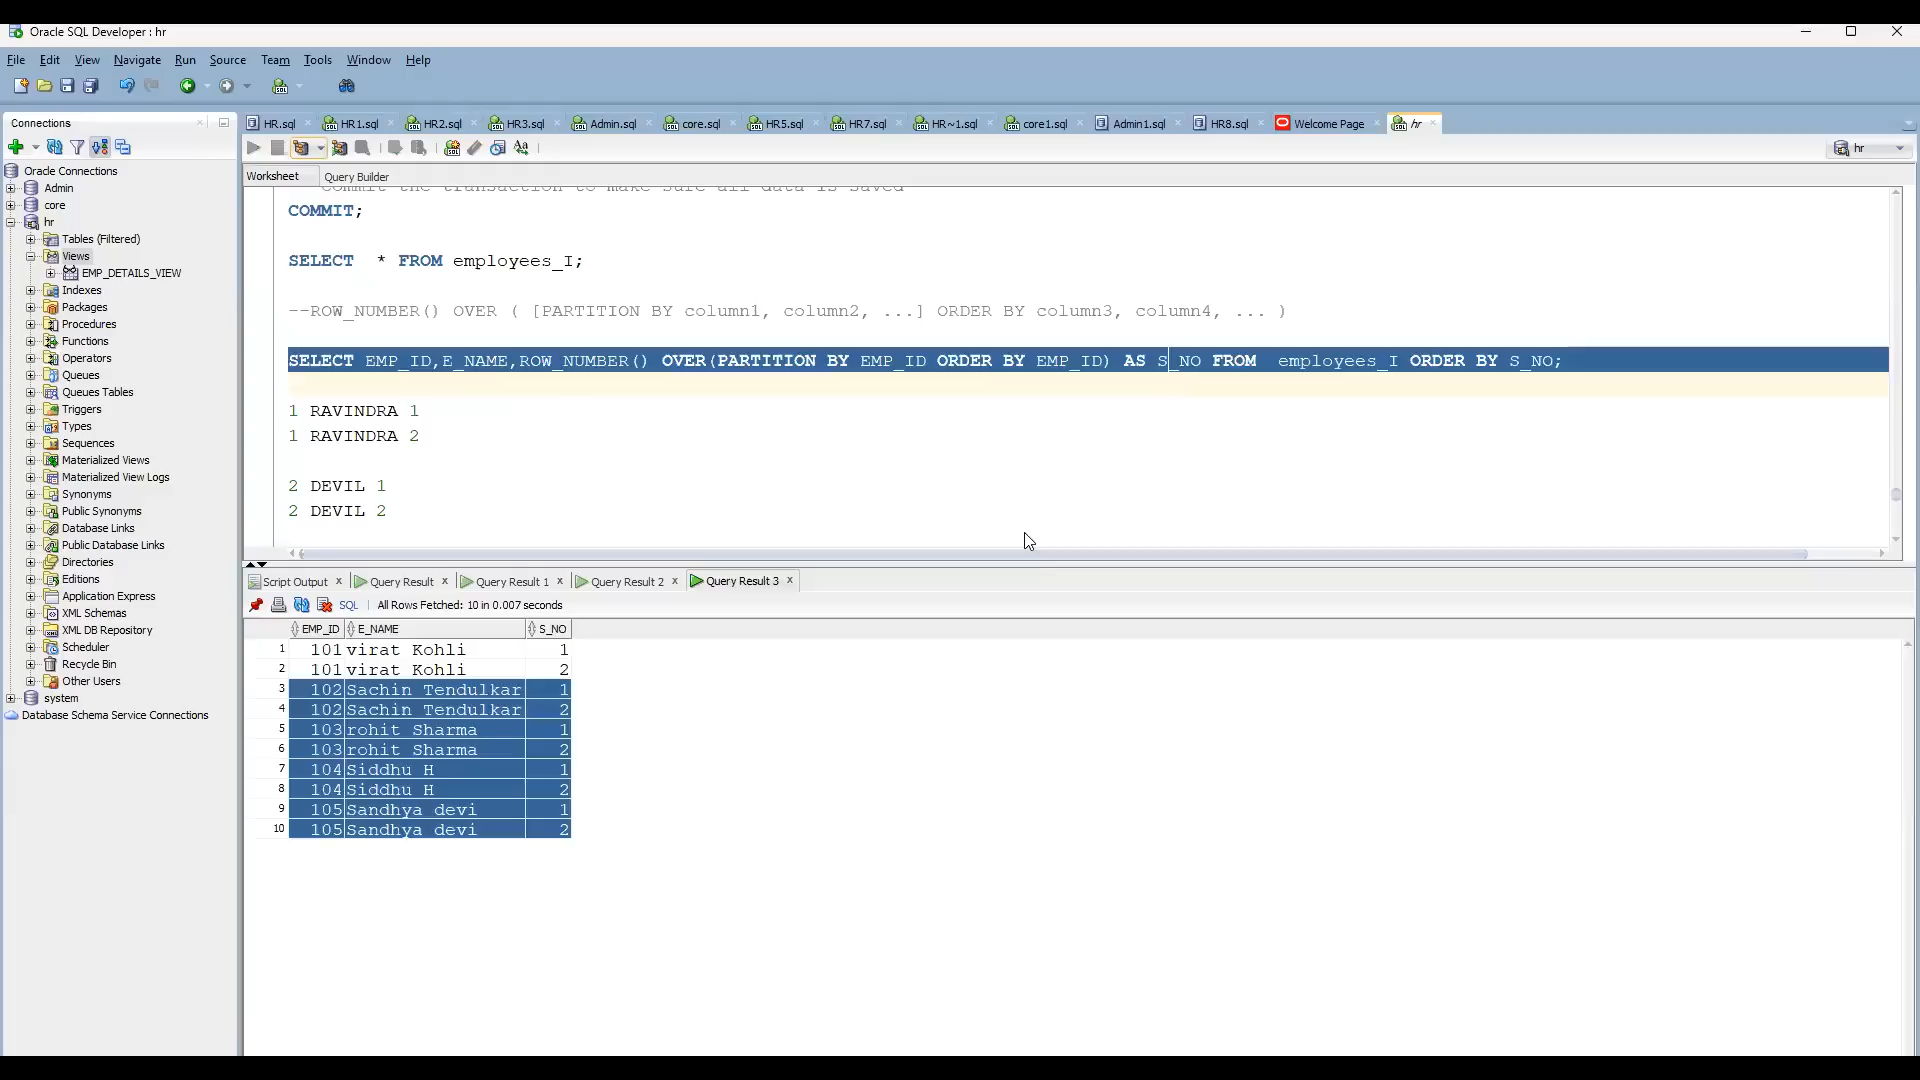 Oracle SQL Developer : hr
File Edit View Navigate Run Source Team Tools Window Help
Connections
HR.sql HR1.sql HR2.sql HR3.sql Admin.sql core.sql HR5.sql HR7.sql HR~1.sql core1.sql Admin1.sql HR8.sql Welcome Page hr
hr
Worksheet Query Builder
Oracle Connections
Admin
core
hr
Tables (Filtered)
Views
EMP_DETAILS_VIEW
Indexes
Packages
Procedures
Functions
Operators
Queues
Queues Tables
Triggers
Types
Sequences
Materialized Views
Materialized View Logs
Synonyms
Public Synonyms
Database Links
Public Database Links
Directories
Editions
Application Express
XML Schemas
XML DB Repository
Scheduler
Recycle Bin
Other Users
system
Database Schema Service Connections
Commit the transaction to make sure all data is saved
COMMIT;
SELECT * FROM employees_I;
--ROW_NUMBER() OVER ( [PARTITION BY column1, column2, ...] ORDER BY column3, column4, ... )
SELECT EMP_ID,E_NAME,ROW_NUMBER() OVER(PARTITION BY EMP_ID ORDER BY EMP_ID) AS S_NO FROM employees_I ORDER BY S_NO;
1 RAVINDRA 1
1 RAVINDRA 2
2 DEVIL 1
2 DEVIL 2
Script Output Query Result Query Result 1 Query Result 2 Query Result 3
SQL All Rows Fetched: 10 in 0.007 seconds
EMP_ID E_NAME S_NO
1 101 virat Kohli 1
2 101 virat Kohli 2
3 102 Sachin Tendulkar 1
4 102 Sachin Tendulkar 2
5 103 rohit Sharma 1
6 103 rohit Sharma 2
7 104 Siddhu H 1
8 104 Siddhu H 2
9 105 Sandhya devi 1
10 105 Sandhya devi 2